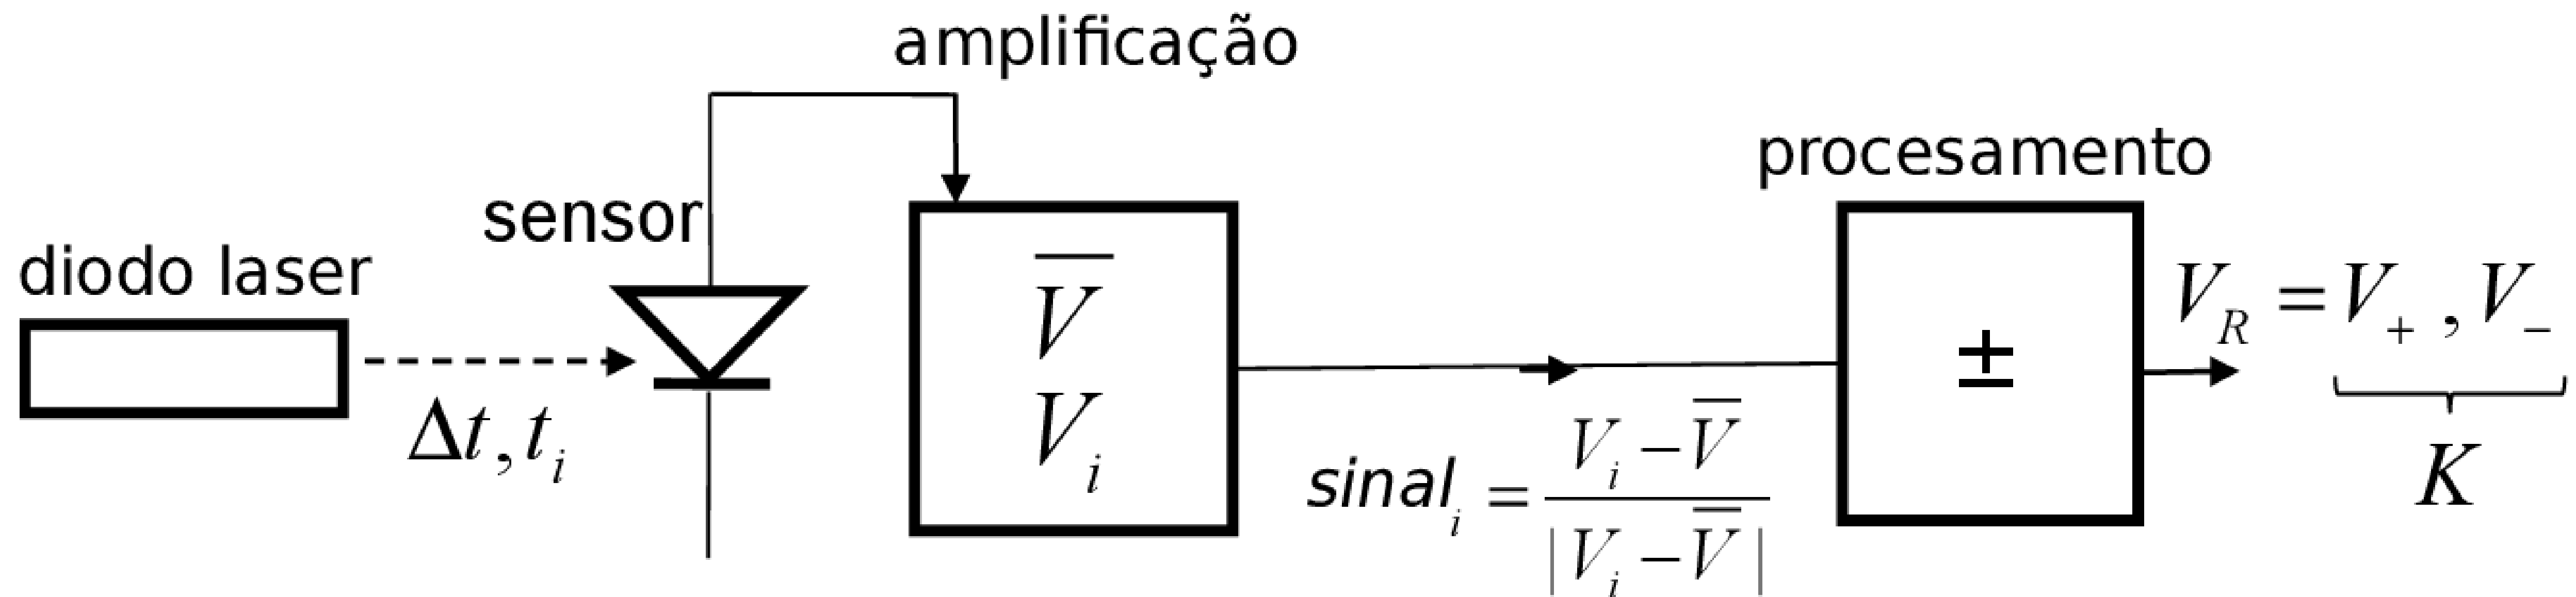 amplificação
procesamento
sensor
diodo laser
V̅
V_i
±
V_R = V_+ , V_-
K
Δt, t_i
sinal_i = (V_i − V̅) / |V_i − V̅|